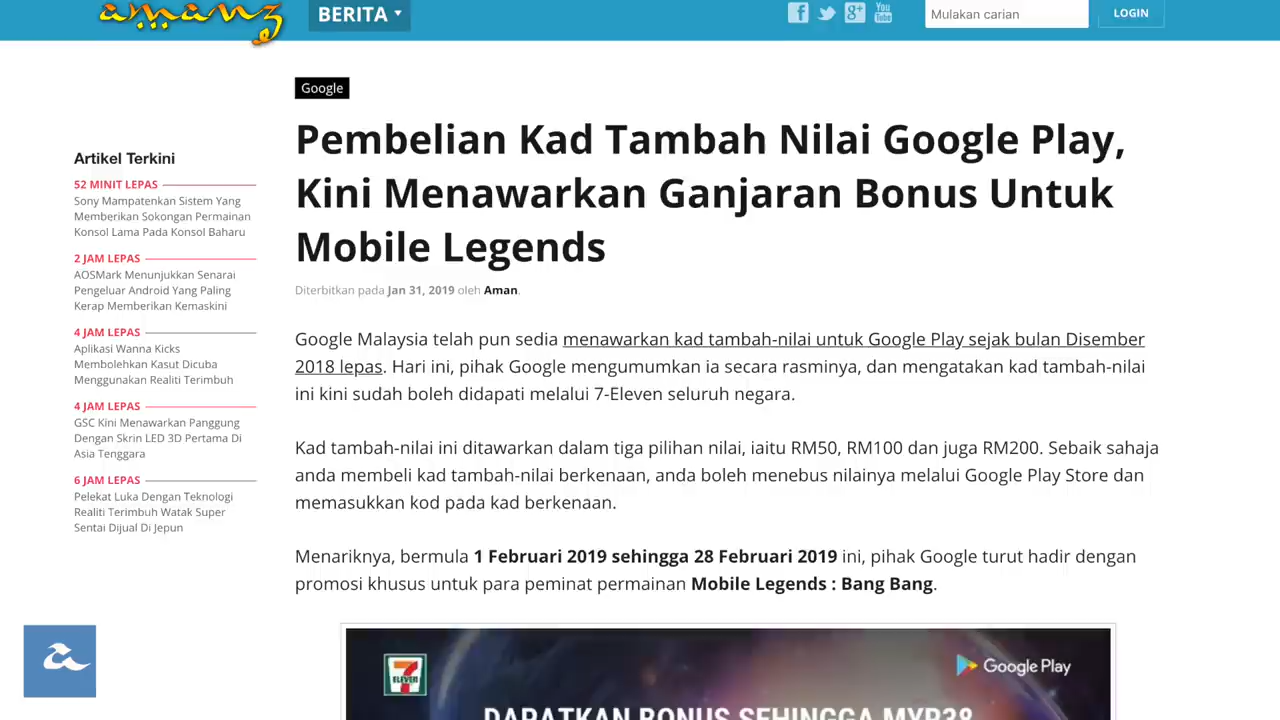 amanz
BERITA
Mulakan carian
LOGIN
Google
Pembelian Kad Tambah Nilai Google Play,
Kini Menawarkan Ganjaran Bonus Untuk
Mobile Legends
Diterbitkan pada Jan 31, 2019 oleh Aman.
Artikel Terkini
52 MINIT LEPAS
Sony Mampatenkan Sistem Yang
Memberikan Sokongan Permainan
Konsol Lama Pada Konsol Baharu
2 JAM LEPAS
AOSMark Menunjukkan Senarai
Pengeluar Android Yang Paling
Kerap Memberikan Kemaskini
4 JAM LEPAS
Aplikasi Wanna Kicks
Membolehkan Kasut Dicuba
Menggunakan Realiti Terimbuh
4 JAM LEPAS
GSC Kini Menawarkan Panggung
Dengan Skrin LED 3D Pertama Di
Asia Tenggara
6 JAM LEPAS
Pelekat Luka Dengan Teknologi
Realiti Terimbuh Watak Super
Sentai Dijual Di Jepun
Google Malaysia telah pun sedia menawarkan kad tambah-nilai untuk Google Play sejak bulan Disember
2018 lepas. Hari ini, pihak Google mengumumkan ia secara rasminya, dan mengatakan kad tambah-nilai
ini kini sudah boleh didapati melalui 7-Eleven seluruh negara.
Kad tambah-nilai ini ditawarkan dalam tiga pilihan nilai, iaitu RM50, RM100 dan juga RM200. Sebaik sahaja
anda membeli kad tambah-nilai berkenaan, anda boleh menebus nilainya melalui Google Play Store dan
memasukkan kod pada kad berkenaan.
Menariknya, bermula 1 Februari 2019 sehingga 28 Februari 2019 ini, pihak Google turut hadir dengan
promosi khusus untuk para peminat permainan Mobile Legends : Bang Bang.
7 ELEVEN
Google Play
DAPATKAN BONUS SEHINGGA MYR38
a
You Tube